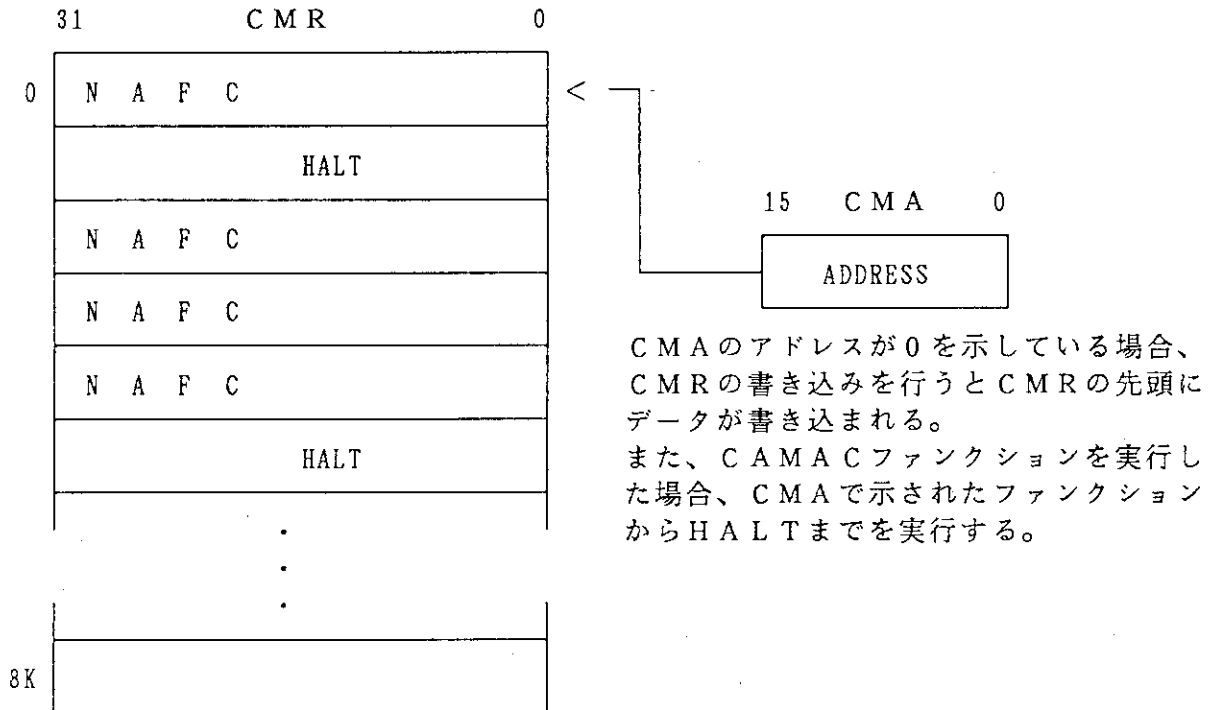 31 CMR 0
0 N A F C <
HALT
15 CMA 0
N A F C
ADDRESS
N A F C
CMAのアドレスが0を示している場合、
CMRの書き込みを行うとCMRの先頭に
N A F C
データが書き込まれる。
HALT
また、CAMACファンクションを実行し
た場合、CMAで示されたファンクション
からHALTまでを実行する。
8K